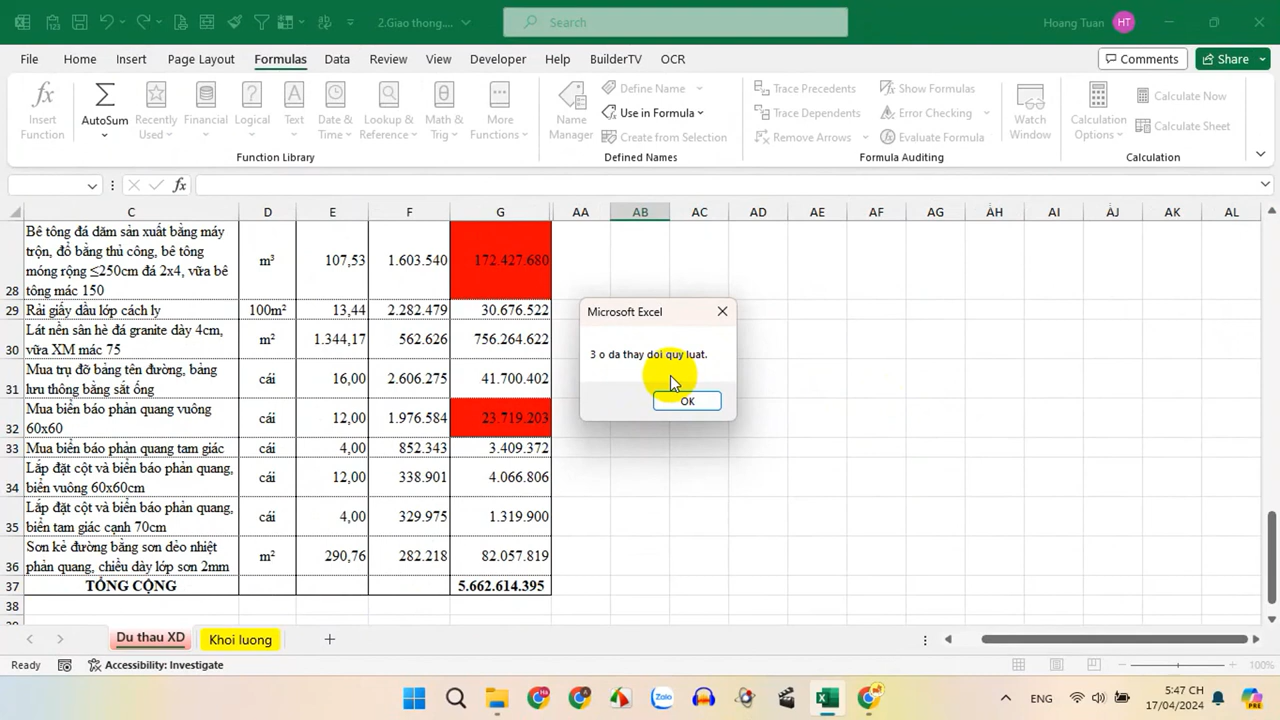 2.Giao thong....
Search
Hoang Tuan
HT
File Home Insert Page Layout Formulas Data Review View Developer Help BuilderTV OCR
Comments
Share
Insert Function
AutoSum
Recently Used
Financial
Logical
Text
Date & Time
Lookup & Reference
Math & Trig
More Functions
Function Library
Name Manager
Define Name
Use in Formula
Create from Selection
Defined Names
Trace Precedents
Trace Dependents
Remove Arrows
Show Formulas
Error Checking
Evaluate Formula
Formula Auditing
Watch Window
Calculation Options
Calculate Now
Calculate Sheet
Calculation
fx
C D E F G AA AB AC AD AE AF AG AH AI AJ AK AL
Bê tông đá dăm sản xuất bằng máy
trộn, đổ bằng thủ công, bê tông
móng rộng ≤250cm đá 2x4, vữa bê
tông mác 150
28 m³ 107,53 1.603.540 172.427.680
29 Rải giấy dầu lớp cách ly 100m² 13,44 2.282.479 30.676.522
Lát nền sân hè đá granite dày 4cm,
vữa XM mác 75
30 m² 1.344,17 562.626 756.264.622
Mua trụ đỡ bảng tên đường, bảng
lưu thông bằng sắt ống
31 cái 16,00 2.606.275 41.700.402
Mua biển báo phản quang vuông
60x60
32 cái 12,00 1.976.584 23.719.203
33 Mua biển báo phản quang tam giác cái 4,00 852.343 3.409.372
Lắp đặt cột và biển báo phản quang,
biển vuông 60x60cm
34 cái 12,00 338.901 4.066.806
Lắp đặt cột và biển báo phản quang,
biển tam giác cạnh 70cm
35 cái 4,00 329.975 1.319.900
Sơn kẻ đường bằng sơn dẻo nhiệt
phản quang, chiều dày lớp sơn 2mm
36 m² 290,76 282.218 82.057.819
37 TỔNG CỘNG 5.662.614.395
38
Microsoft Excel
3 o da thay doi quy luat.
OK
Du thau XD
Khoi luong
Ready
Accessibility: Investigate
100%
ENG
5:47 CH
17/04/2024
Zalo
PRE